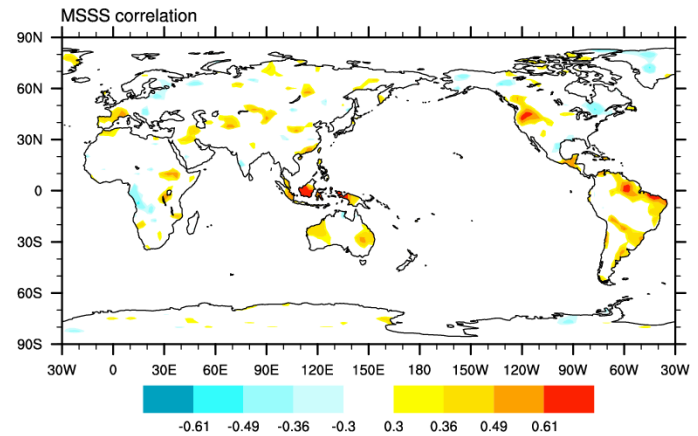 MSSS correlation
90N
60N
30N
0
30S
60S
90S
30W 0 30E 60E 90E 120E 150E 180 150W 120W 90W 60W 30W
-0.61 -0.49 -0.36 -0.3 0.3 0.36 0.49 0.61